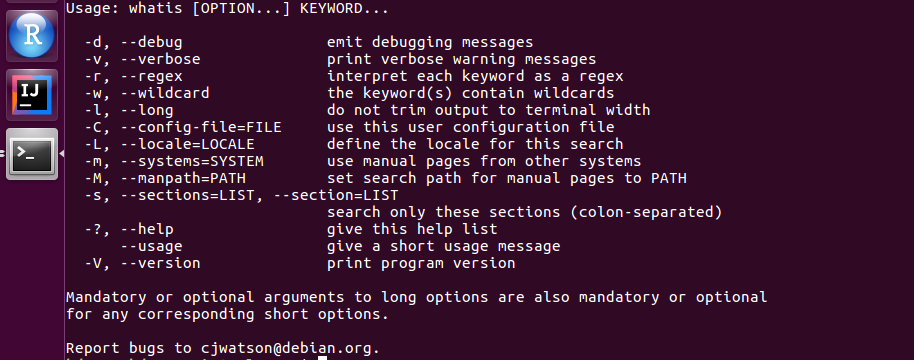 Usage: whatis [OPTION...] KEYWORD...
-d, --debug                 emit debugging messages
-v, --verbose               print verbose warning messages
-r, --regex                 interpret each keyword as a regex
-w, --wildcard              the keyword(s) contain wildcards
-l, --long                  do not trim output to terminal width
-C, --config-file=FILE      use this user configuration file
-L, --locale=LOCALE         define the locale for this search
-m, --systems=SYSTEM        use manual pages from other systems
-M, --manpath=PATH          set search path for manual pages to PATH
-s, --sections=LIST, --section=LIST
search only these sections (colon-separated)
-?, --help                  give this help list
--usage                 give a short usage message
-V, --version               print program version
Mandatory or optional arguments to long options are also mandatory or optional
for any corresponding short options.
Report bugs to cjwatson@debian.org.
R
IJ
>_